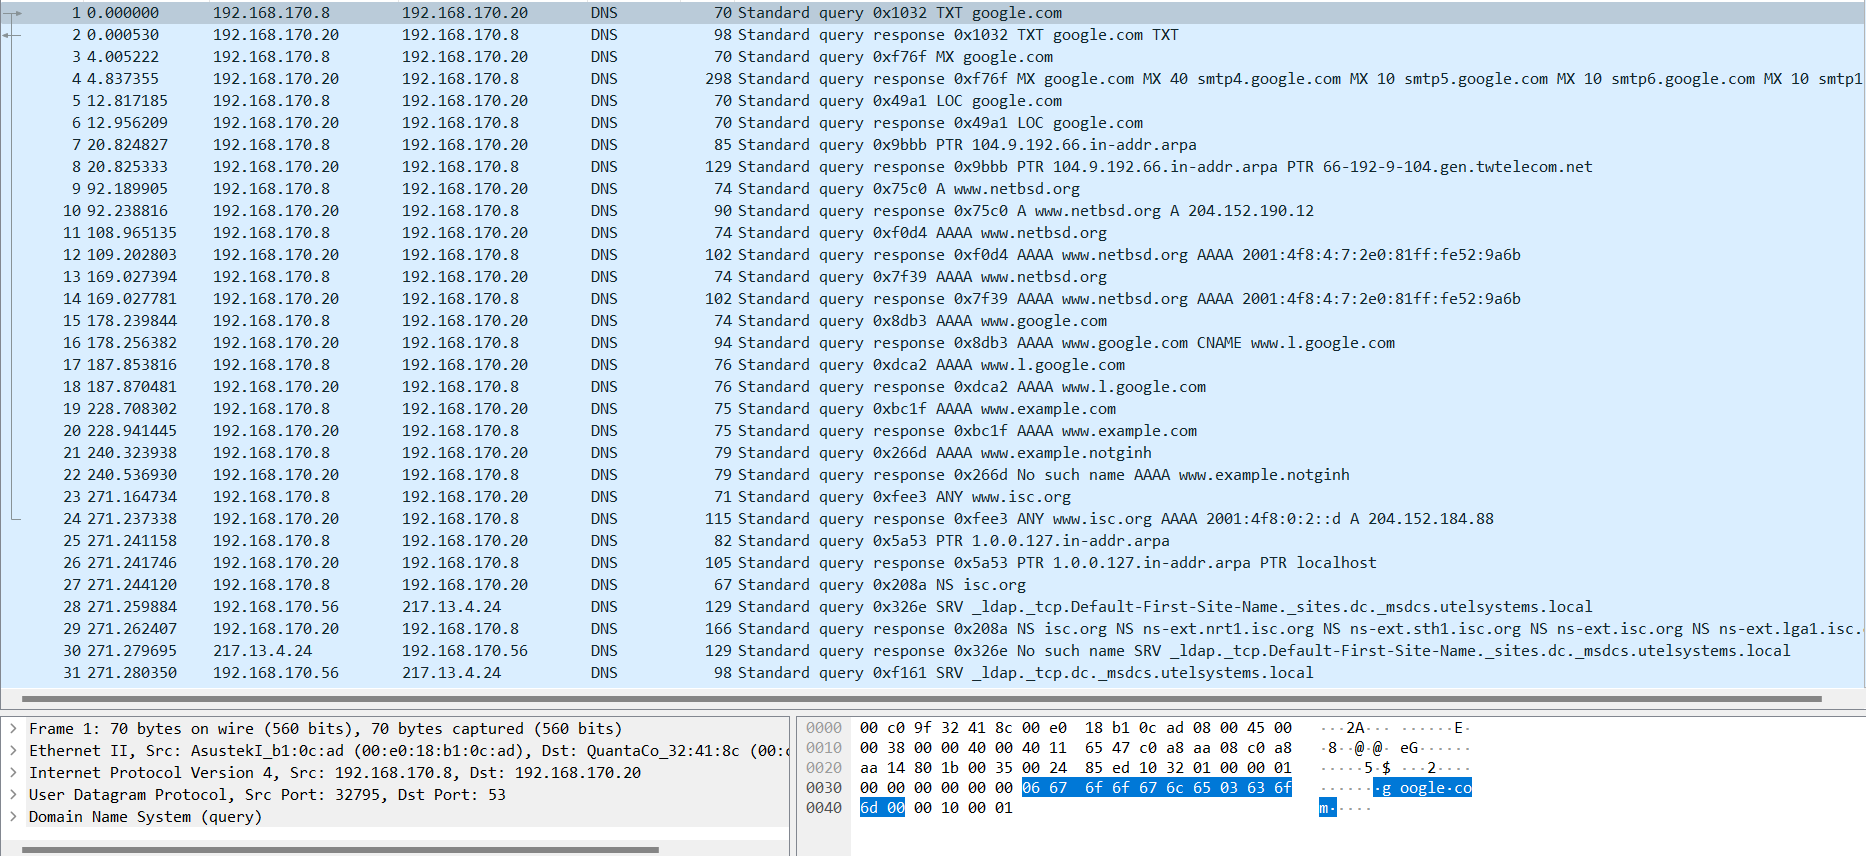 1 0.000000 192.168.170.8 192.168.170.20 DNS 70 Standard query 0x1032 TXT google.com
2 0.000530 192.168.170.20 192.168.170.8 DNS 98 Standard query response 0x1032 TXT google.com TXT
3 4.005222 192.168.170.8 192.168.170.20 DNS 70 Standard query 0xf76f MX google.com
4 4.837355 192.168.170.20 192.168.170.8 DNS 298 Standard query response 0xf76f MX google.com MX 40 smtp4.google.com MX 10 smtp5.google.com MX 10 smtp6.google.com MX 10 smtp1
5 12.817185 192.168.170.8 192.168.170.20 DNS 70 Standard query 0x49a1 LOC google.com
6 12.956209 192.168.170.20 192.168.170.8 DNS 70 Standard query response 0x49a1 LOC google.com
7 20.824827 192.168.170.8 192.168.170.20 DNS 85 Standard query 0x9bbb PTR 104.9.192.66.in-addr.arpa
8 20.825333 192.168.170.20 192.168.170.8 DNS 129 Standard query response 0x9bbb PTR 104.9.192.66.in-addr.arpa PTR 66-192-9-104.gen.twtelecom.net
9 92.189905 192.168.170.8 192.168.170.20 DNS 74 Standard query 0x75c0 A www.netbsd.org
10 92.238816 192.168.170.20 192.168.170.8 DNS 90 Standard query response 0x75c0 A www.netbsd.org A 204.152.190.12
11 108.965135 192.168.170.8 192.168.170.20 DNS 74 Standard query 0xf0d4 AAAA www.netbsd.org
12 109.202803 192.168.170.20 192.168.170.8 DNS 102 Standard query response 0xf0d4 AAAA www.netbsd.org AAAA 2001:4f8:4:7:2e0:81ff:fe52:9a6b
13 169.027394 192.168.170.8 192.168.170.20 DNS 74 Standard query 0x7f39 AAAA www.netbsd.org
14 169.027781 192.168.170.20 192.168.170.8 DNS 102 Standard query response 0x7f39 AAAA www.netbsd.org AAAA 2001:4f8:4:7:2e0:81ff:fe52:9a6b
15 178.239844 192.168.170.8 192.168.170.20 DNS 74 Standard query 0x8db3 AAAA www.google.com
16 178.256382 192.168.170.20 192.168.170.8 DNS 94 Standard query response 0x8db3 AAAA www.google.com CNAME www.l.google.com
17 187.853816 192.168.170.8 192.168.170.20 DNS 76 Standard query 0xdca2 AAAA www.l.google.com
18 187.870481 192.168.170.20 192.168.170.8 DNS 76 Standard query response 0xdca2 AAAA www.l.google.com
19 228.708302 192.168.170.8 192.168.170.20 DNS 75 Standard query 0xbc1f AAAA www.example.com
20 228.941445 192.168.170.20 192.168.170.8 DNS 75 Standard query response 0xbc1f AAAA www.example.com
21 240.323938 192.168.170.8 192.168.170.20 DNS 79 Standard query 0x266d AAAA www.example.notginh
22 240.536930 192.168.170.20 192.168.170.8 DNS 79 Standard query response 0x266d No such name AAAA www.example.notginh
23 271.164734 192.168.170.8 192.168.170.20 DNS 71 Standard query 0xfee3 ANY www.isc.org
24 271.237338 192.168.170.20 192.168.170.8 DNS 115 Standard query response 0xfee3 ANY www.isc.org AAAA 2001:4f8:0:2::d A 204.152.184.88
25 271.241158 192.168.170.8 192.168.170.20 DNS 82 Standard query 0x5a53 PTR 1.0.0.127.in-addr.arpa
26 271.241746 192.168.170.20 192.168.170.8 DNS 105 Standard query response 0x5a53 PTR 1.0.0.127.in-addr.arpa PTR localhost
27 271.244120 192.168.170.8 192.168.170.20 DNS 67 Standard query 0x208a NS isc.org
28 271.259884 192.168.170.56 217.13.4.24 DNS 129 Standard query 0x326e SRV _ldap._tcp.Default-First-Site-Name._sites.dc._msdcs.utelsystems.local
29 271.262407 192.168.170.20 192.168.170.8 DNS 166 Standard query response 0x208a NS isc.org NS ns-ext.nrt1.isc.org NS ns-ext.sth1.isc.org NS ns-ext.isc.org NS ns-ext.lga1.isc.
30 271.279695 217.13.4.24 192.168.170.56 DNS 129 Standard query response 0x326e No such name SRV _ldap._tcp.Default-First-Site-Name._sites.dc._msdcs.utelsystems.local
31 271.280350 192.168.170.56 217.13.4.24 DNS 98 Standard query 0xf161 SRV _ldap._tcp.dc._msdcs.utelsystems.local
Frame 1: 70 bytes on wire (560 bits), 70 bytes captured (560 bits)
Ethernet II, Src: AsustekI_b1:0c:ad (00:e0:18:b1:0c:ad), Dst: QuantaCo_32:41:8c (00:c
Internet Protocol Version 4, Src: 192.168.170.8, Dst: 192.168.170.20
User Datagram Protocol, Src Port: 32795, Dst Port: 53
Domain Name System (query)
0000 00 c0 9f 32 41 8c 00 e0 18 b1 0c ad 08 00 45 00 ···2A··· ······E·
0010 00 38 00 00 40 00 40 11 65 47 c0 a8 aa 08 c0 a8 ·8··@·@· eG······
0020 aa 14 80 1b 00 35 00 24 85 ed 10 32 01 00 00 01 ·····5·$ ···2····
0030 00 00 00 00 00 00 06 67 6f 6f 67 6c 65 03 63 6f ·······g oogle·co
0040 6d 00 00 10 00 01 m·····